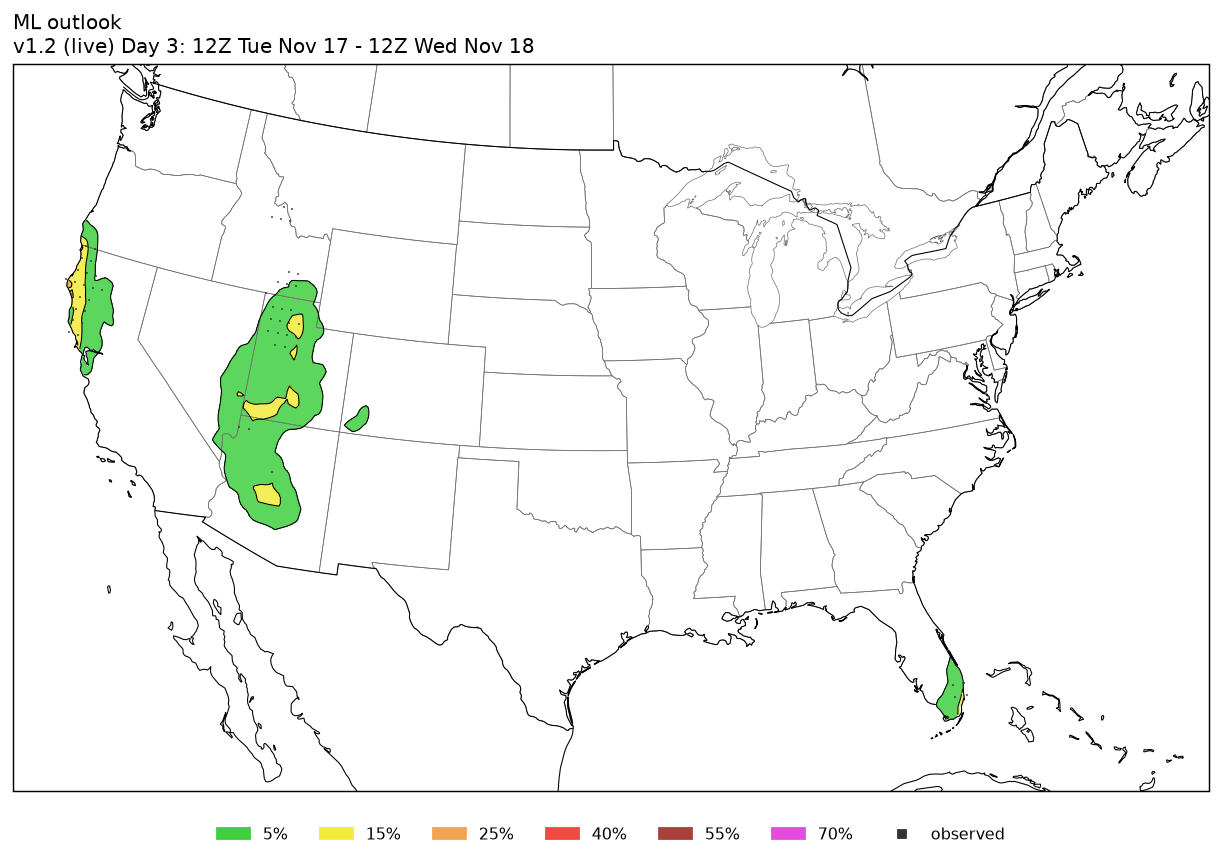 ML outlook
v1.2 (live) Day 3: 12Z Tue Nov 17 - 12Z Wed Nov 18
5% 15% 25% 40% 55% 70% observed